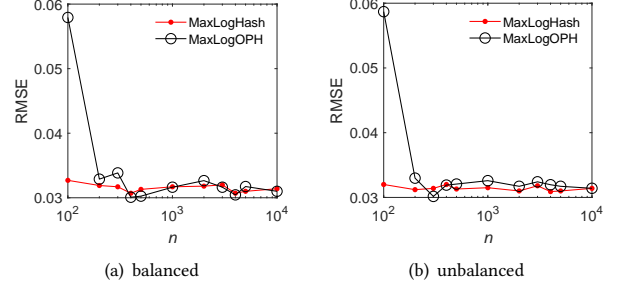 0.06
0.05
0.04
0.03
RMSE
MaxLogHash
MaxLogOPH
10^2
10^3
10^4
n
(a) balanced
0.06
0.05
0.04
0.03
RMSE
MaxLogHash
MaxLogOPH
10^2
10^3
10^4
n
(b) unbalanced